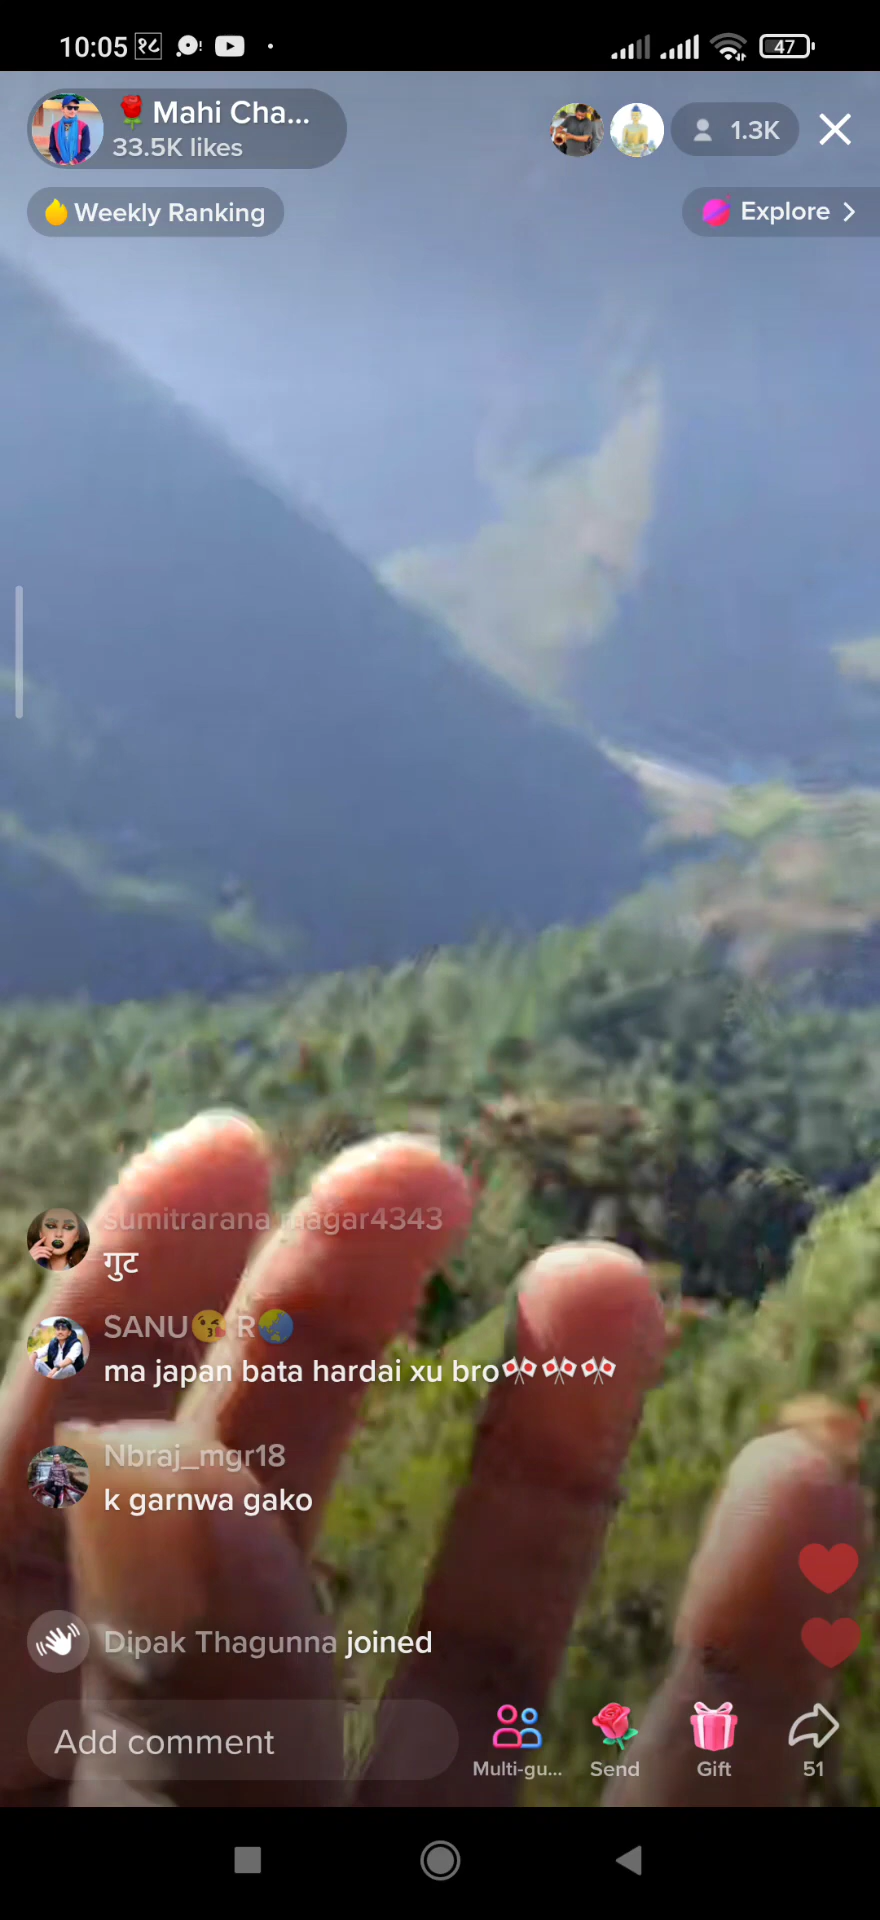 10:05 १८ 47
Mahi Cha...
33.5K likes
1.3K
Weekly Ranking
Explore
sumitrarana magar4343
गुट
SANU😘 R🌏
ma japan bata hardai xu bro🎌🎌🎌
Nbraj_mgr18
k garnwa gako
Dipak Thagunna joined
Add comment
Multi-gu...
Send
Gift
51